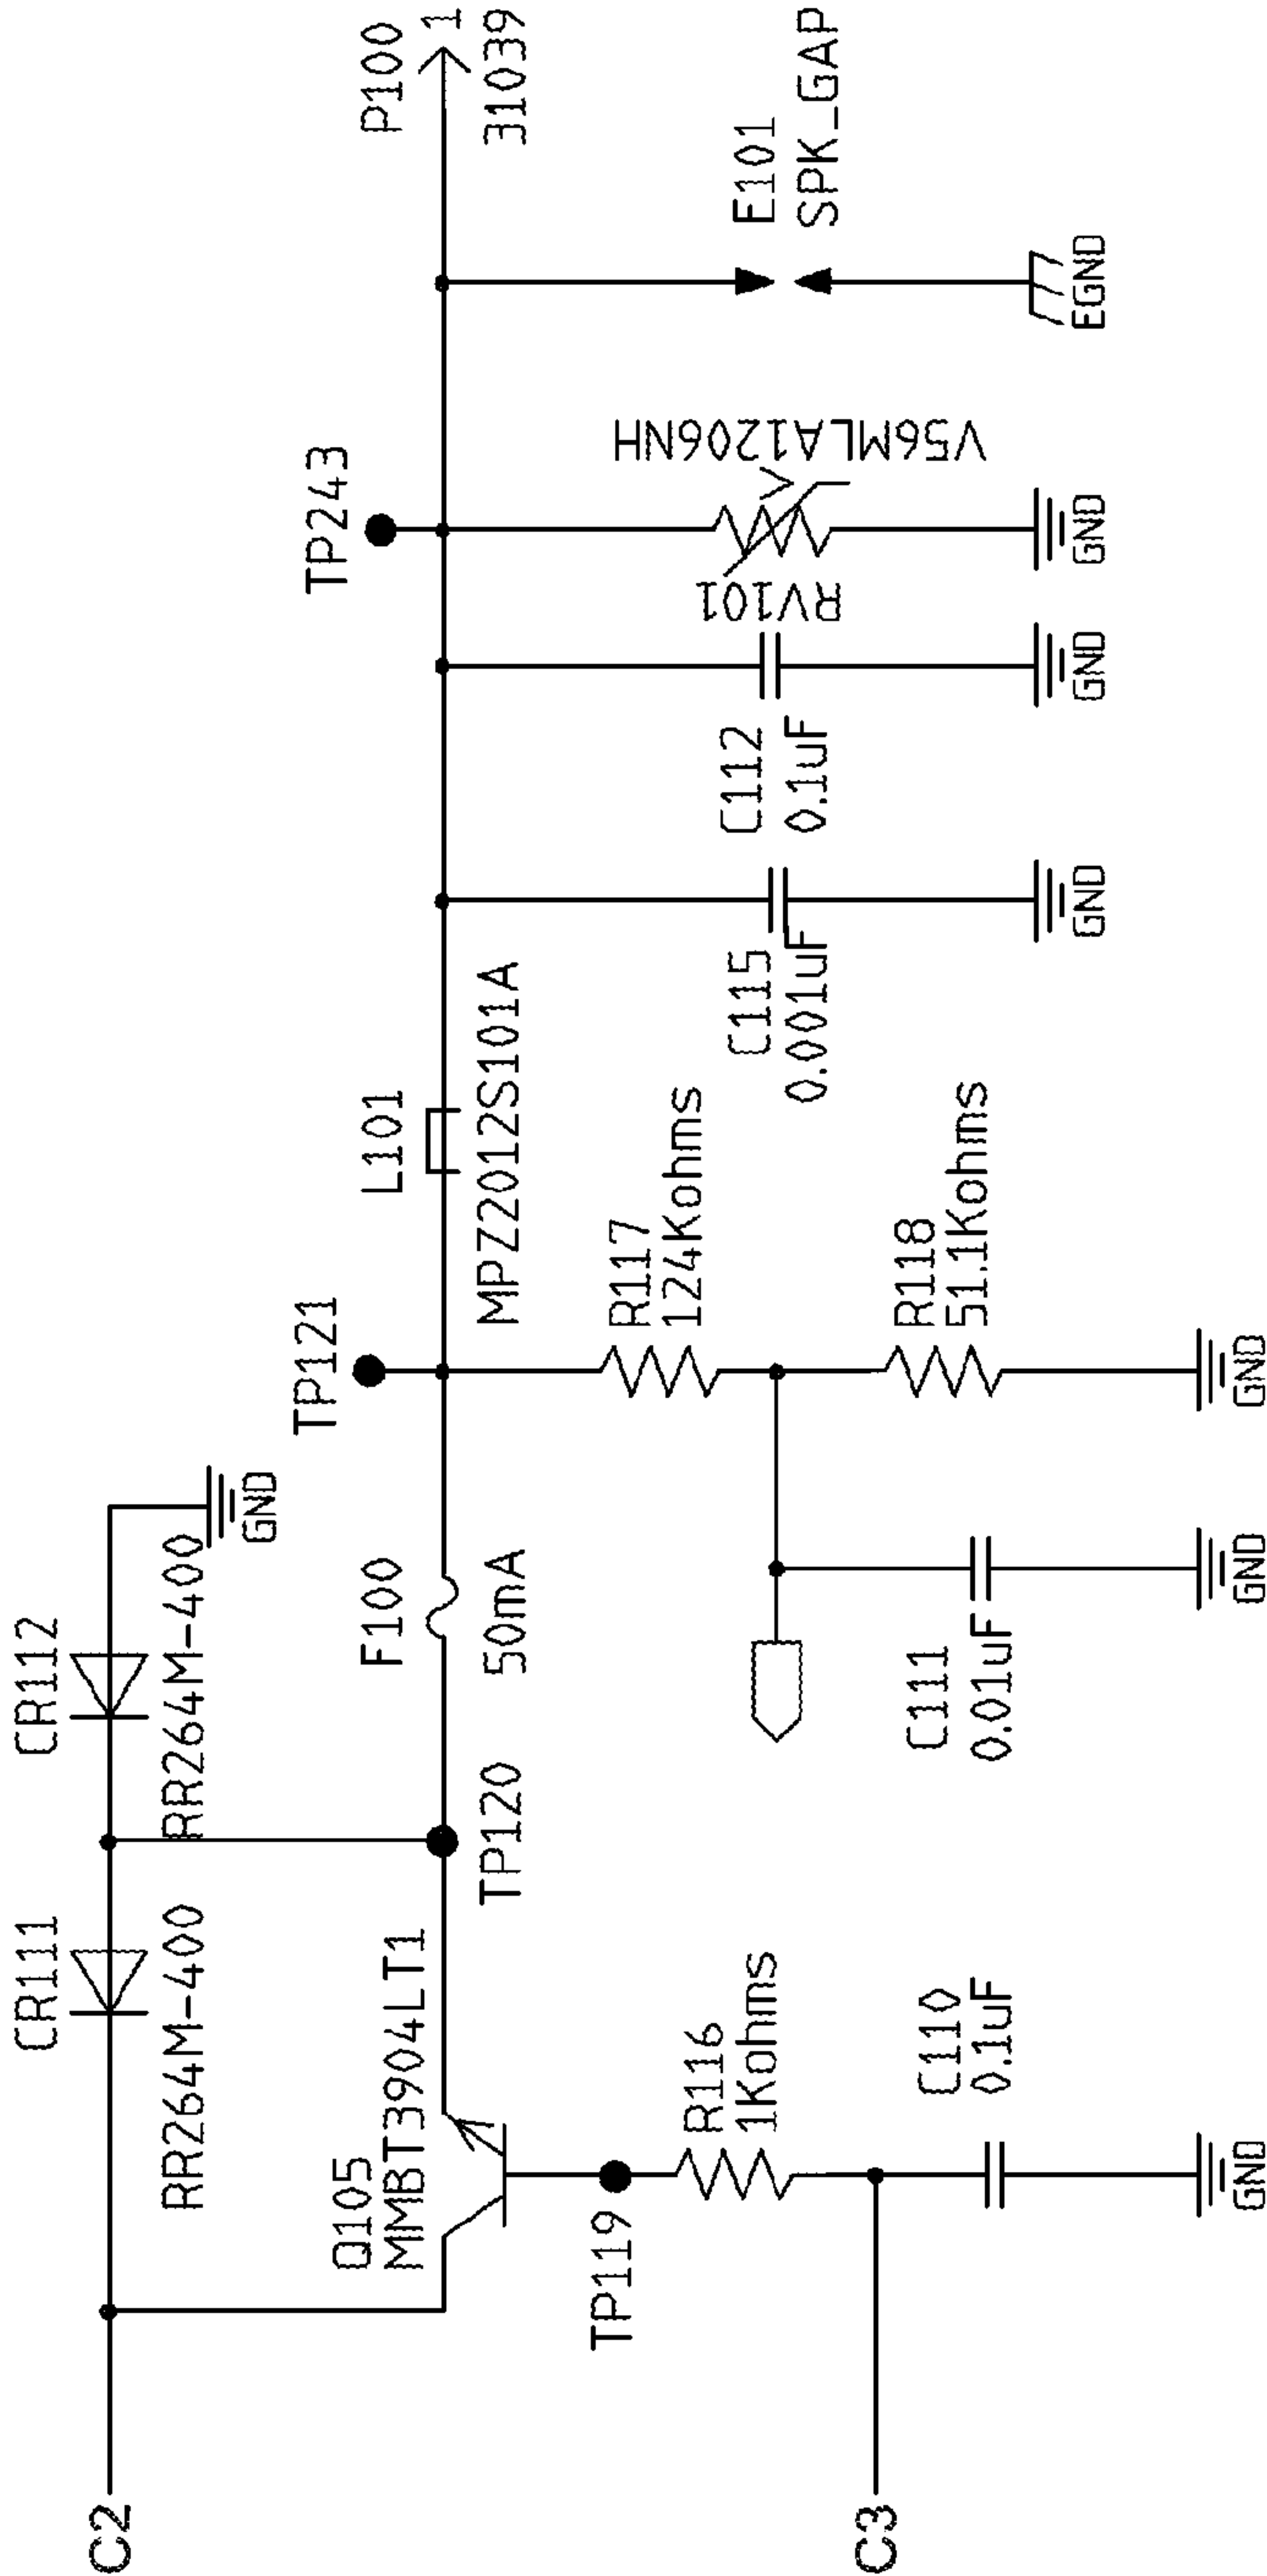 C2
CR111
RR264M-400
CR112
RR264M-400
GND
Q105
MMBT3904LT1
TP120
F100
50mA
TP121
L101
MPZ2012S101A
TP243
P100
1
31039
TP119
R116
1Kohms
C3
C110
0.1uF
GND
C111
0.01uF
GND
R117
124Kohms
R118
51.1Kohms
GND
C115
0.001uF
GND
C112
0.1uF
GND
RV101
V56MLA1206NH
GND
E101
SPK_GAP
EGND